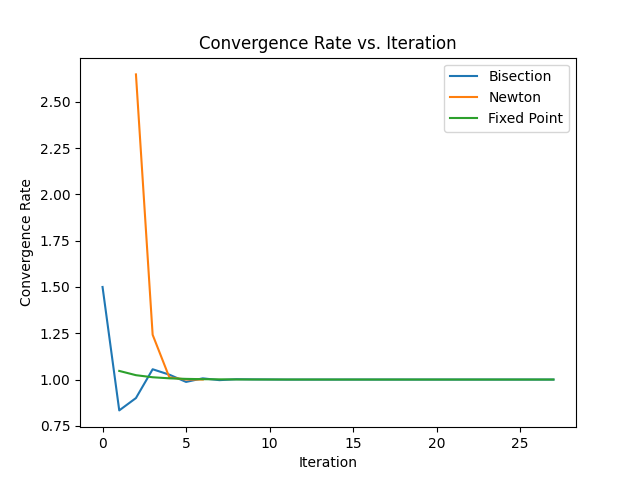 Convergence Rate vs. Iteration
Bisection
Newton
Fixed Point
Convergence Rate
2.50
2.25
2.00
1.75
1.50
1.25
1.00
0.75
0
5
10
15
20
25
Iteration